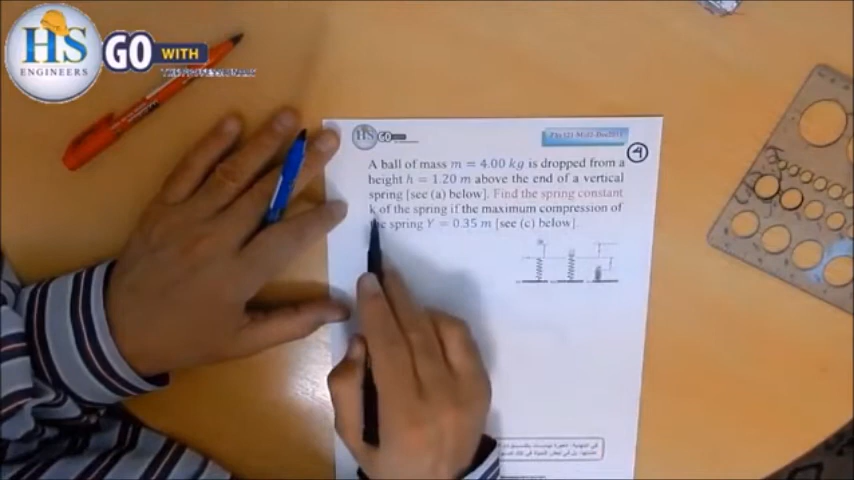 HS
ENGINEERS
GO WITH
HS GO
4
A ball of mass m = 4.00 kg is dropped from a
height h = 1.20 m above the end of a vertical
spring [see (a) below]. Find the spring constant
k of the spring if the maximum compression of
the spring Y = 0.35 m [see (c) below].